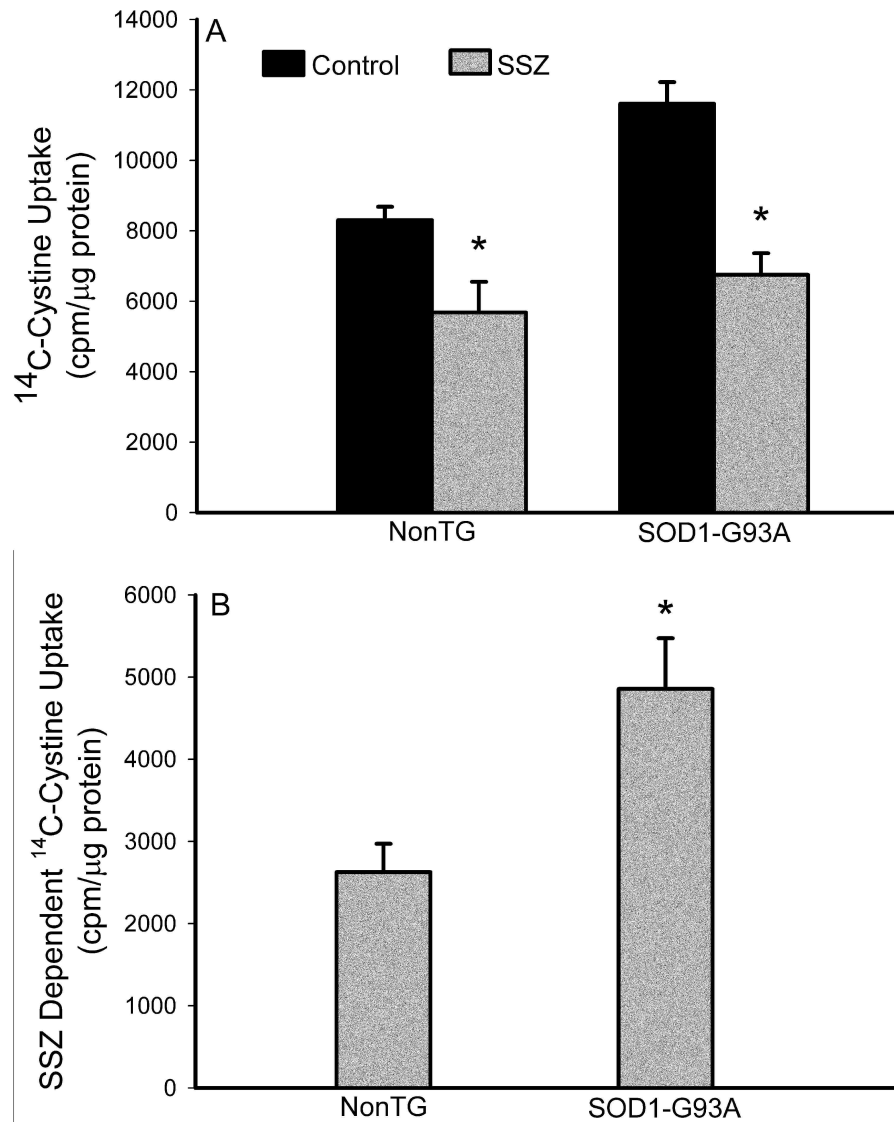 A
Control SSZ
14000
12000
10000
8000
6000
4000
2000
0
¹⁴C-Cystine Uptake
(cpm/μg protein)
*
*
NonTG SOD1-G93A
B
6000
5000
4000
3000
2000
1000
0
SSZ Dependent ¹⁴C-Cystine Uptake
(cpm/μg protein)
*
NonTG SOD1-G93A